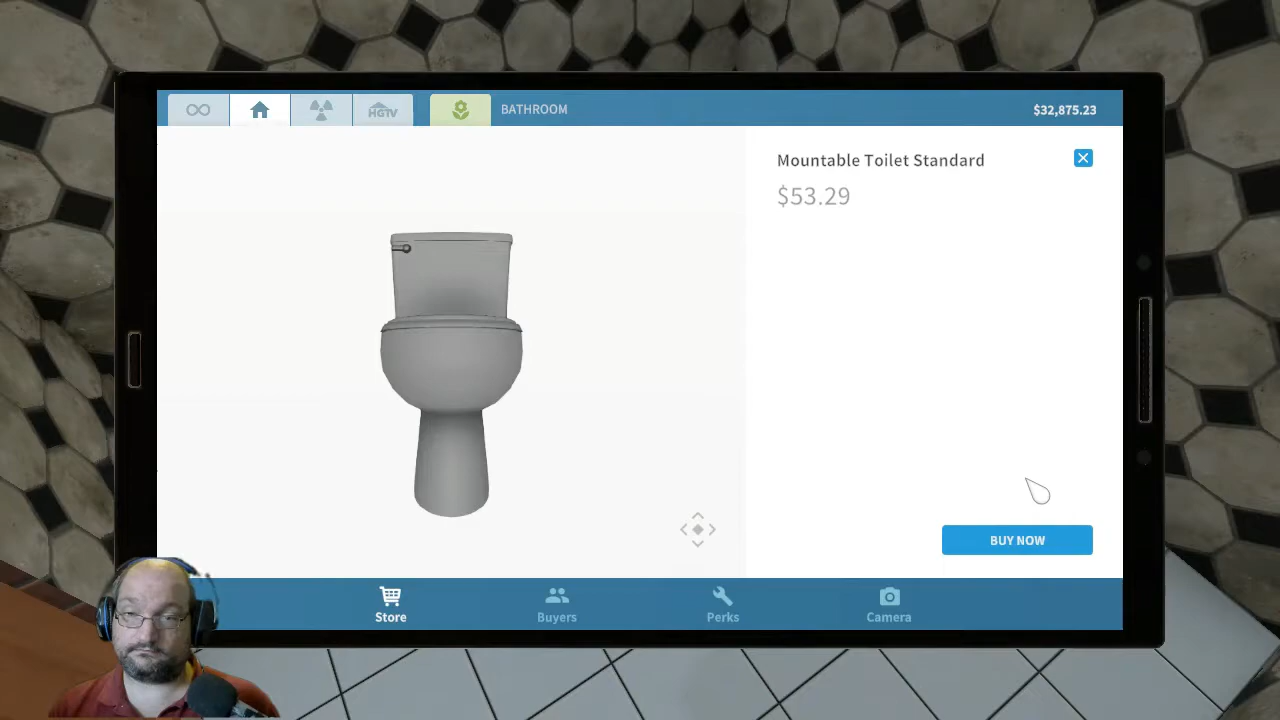 HGTV
BATHROOM
$32,875.23
Mountable Toilet Standard
$53.29
BUY NOW
Store
Buyers
Perks
Camera